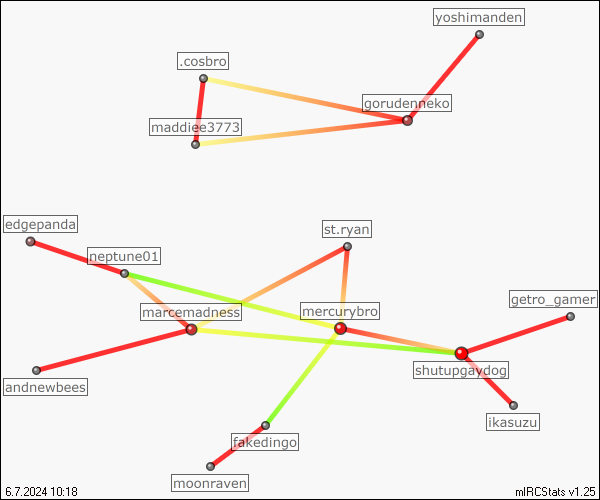 yoshimanden
.cosbro
gorudenneko
maddiee3773
edgepanda
st.ryan
neptune01
getro_gamer
marcemadness
mercurybro
shutupgaydog
andnewbees
ikasuzu
fakedingo
moonraven
6.7.2024 10:18
mIRCStats v1.25